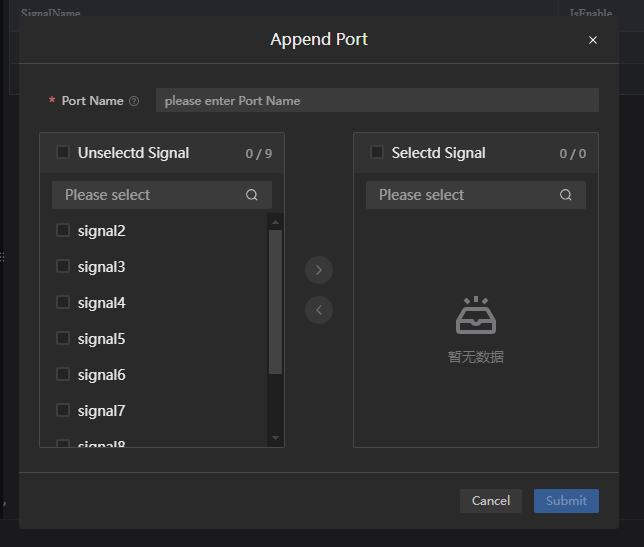 SignalName
IsEnable
Append Port
* Port Name
please enter Port Name
Unselectd Signal
0 / 9
Please select
signal2
signal3
signal4
signal5
signal6
signal7
signal8
Selectd Signal
0 / 0
Please select
暂无数据
Cancel
Submit